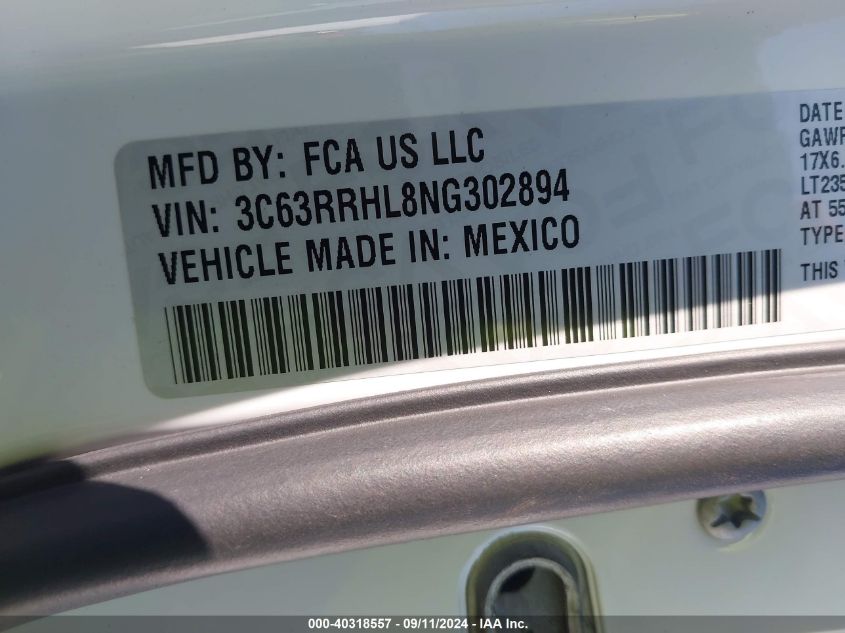 MFD BY: FCA US LLC
VIN: 3C63RRHL8NG302894
VEHICLE MADE IN: MEXICO
DATE
GAWR
17X6.
LT235
AT 55
TYPE
THIS
000-40318557 - 09/11/2024 - IAA Inc.